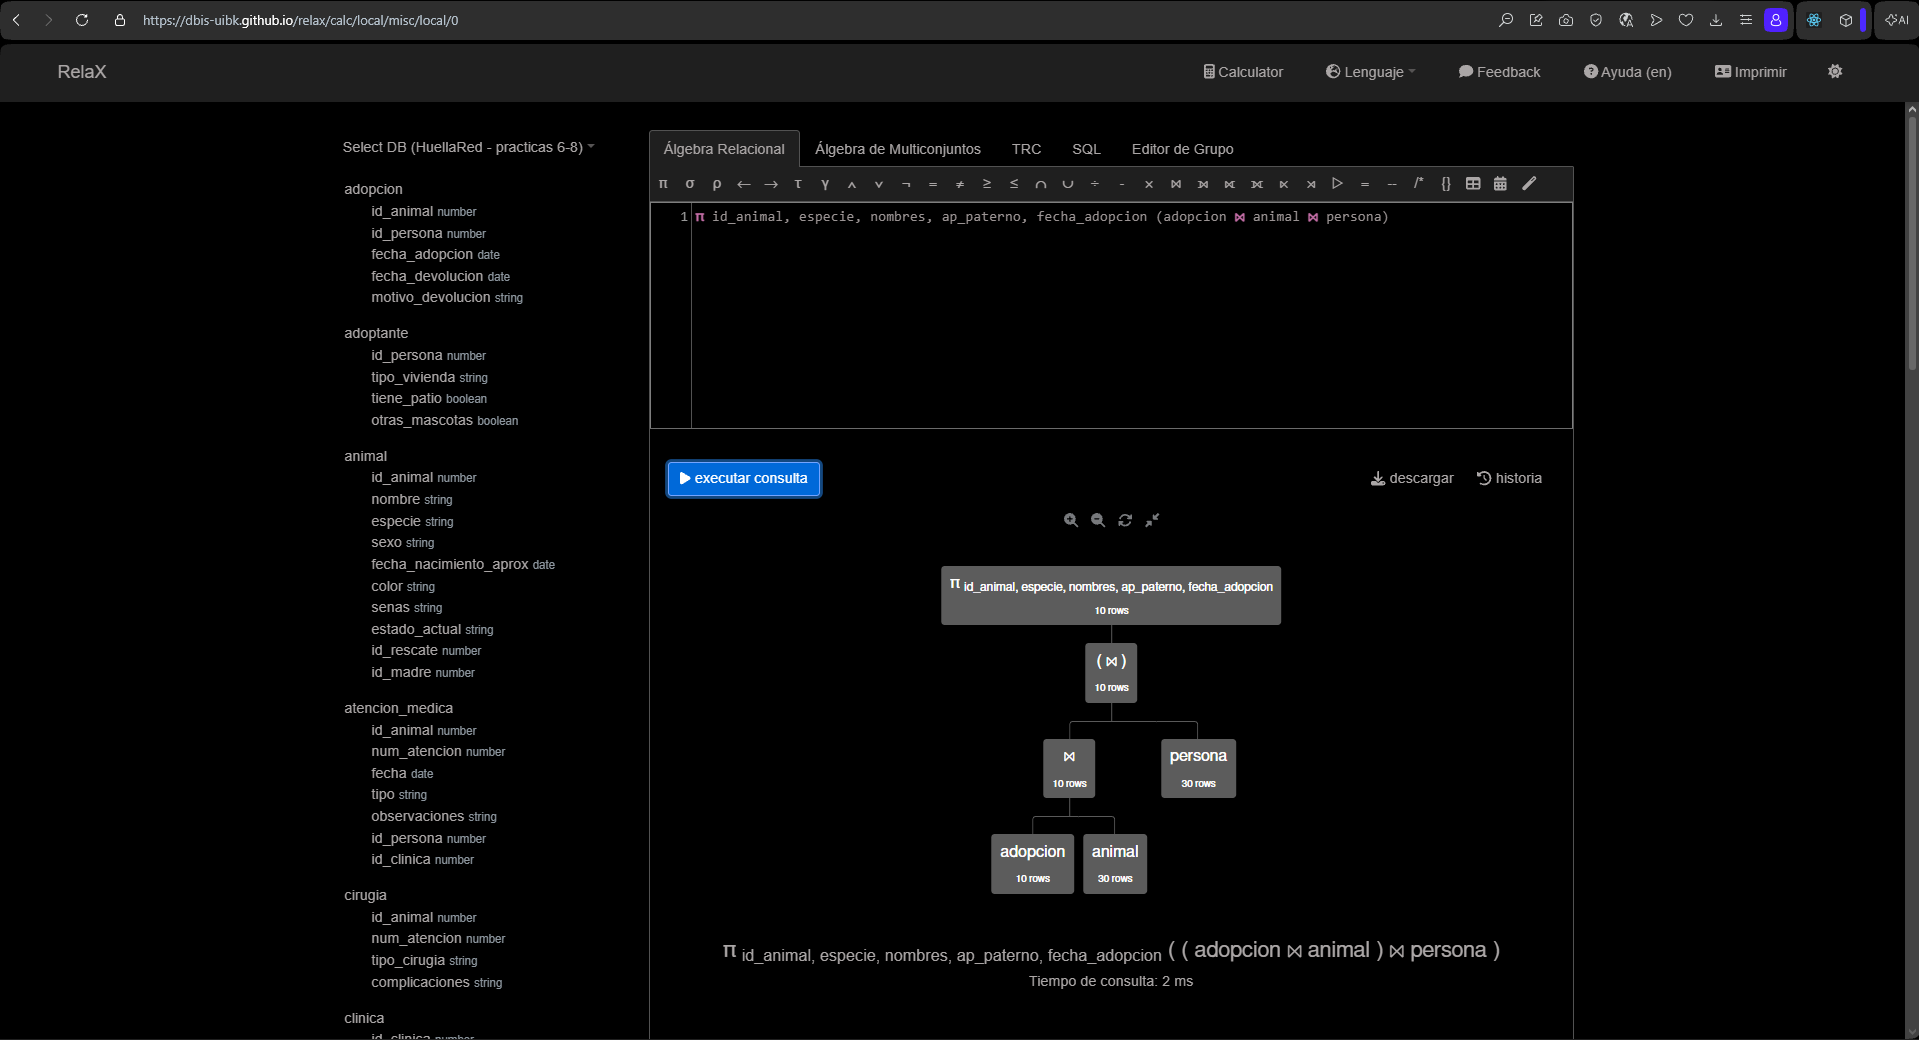 https://dbis-uibk.github.io/relax/calc/local/misc/local/0
AI
RelaX
Calculator
Lenguaje
Feedback
Ayuda (en)
Imprimir
Select DB (HuellaRed - practicas 6-8)
adopcion
id_animal number
id_persona number
fecha_adopcion date
fecha_devolucion date
motivo_devolucion string
adoptante
id_persona number
tipo_vivienda string
tiene_patio boolean
otras_mascotas boolean
animal
id_animal number
nombre string
especie string
sexo string
fecha_nacimiento_aprox date
color string
senas string
estado_actual string
id_rescate number
id_madre number
atencion_medica
id_animal number
num_atencion number
fecha date
tipo string
observaciones string
id_persona number
id_clinica number
cirugia
id_animal number
num_atencion number
tipo_cirugia string
complicaciones string
clinica
id_clinica number
Álgebra Relacional
Álgebra de Multiconjuntos
TRC
SQL
Editor de Grupo
π σ ρ ← → τ γ ∧ ∨ ¬ = ≠ ≥ ≤ ∩ ∪ ÷ - ⨯ ⋈ ⟕ ⟖ ⟗ ⋉ ⋊ ▷ = -- /* {}
1 π id_animal, especie, nombres, ap_paterno, fecha_adopcion (adopcion ⋈ animal ⋈ persona)
executar consulta
descargar
historia
π id_animal, especie, nombres, ap_paterno, fecha_adopcion
10 rows
( ⋈ )
10 rows
⋈
10 rows
persona
30 rows
adopcion
10 rows
animal
30 rows
π id_animal, especie, nombres, ap_paterno, fecha_adopcion ( ( adopcion ⋈ animal ) ⋈ persona )
Tiempo de consulta: 2 ms